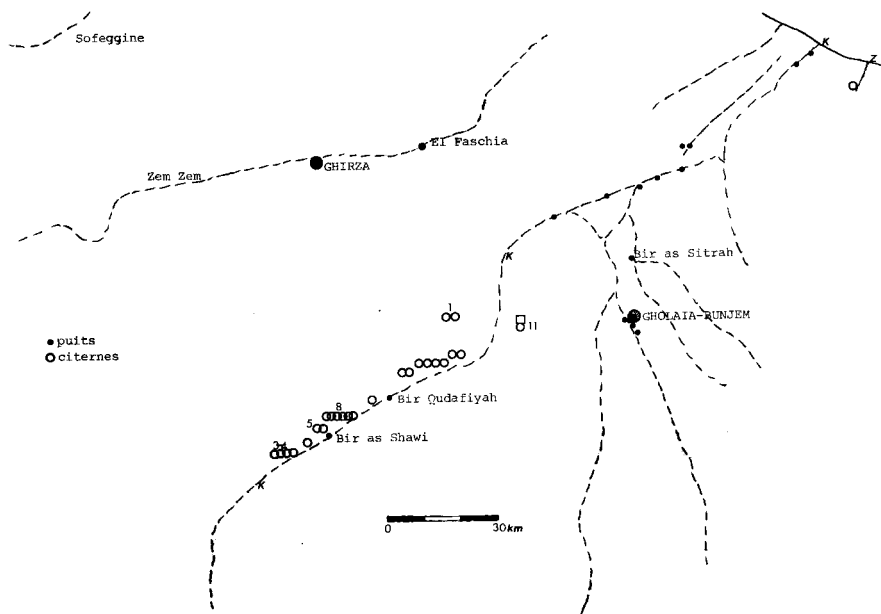 Sofeggine
K
Z
El Faschia
GHIRZA
Zem Zem
K
Bir as Sitrah
1
11
GHOLAIA-BUNJEM
puits
citernes
Bir Qudafiyah
8
5
Bir as Shawi
K
0 30km